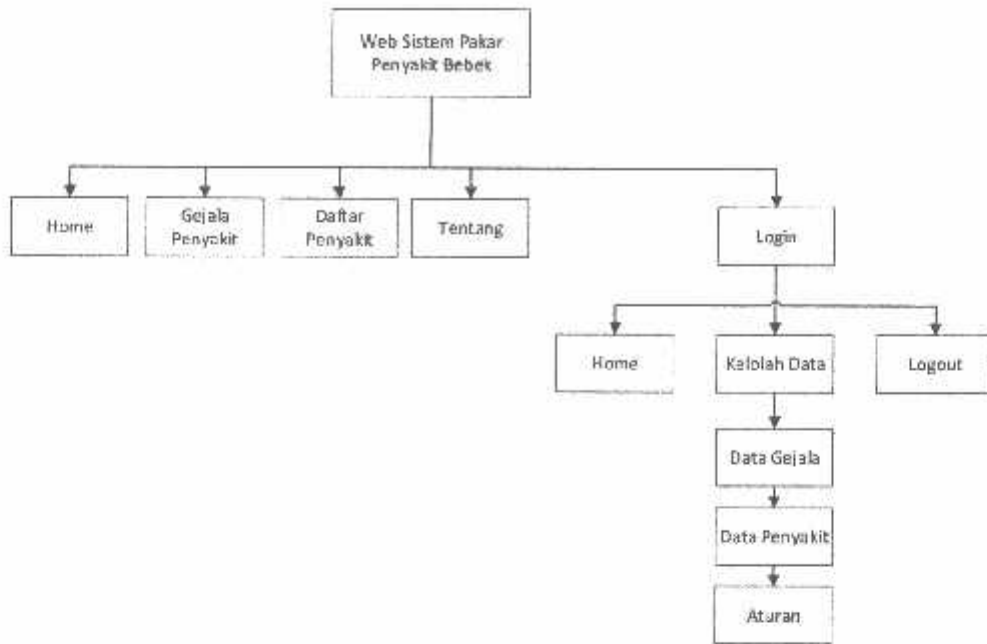 Web Sistem Pakar
Penyakit Bebek
Home
Gejala
Penyakit
Daftar
Penyakit
Tentang
Login
Home
Kelolah Data
Logout
Data Gejala
Data Penyakit
Aturan